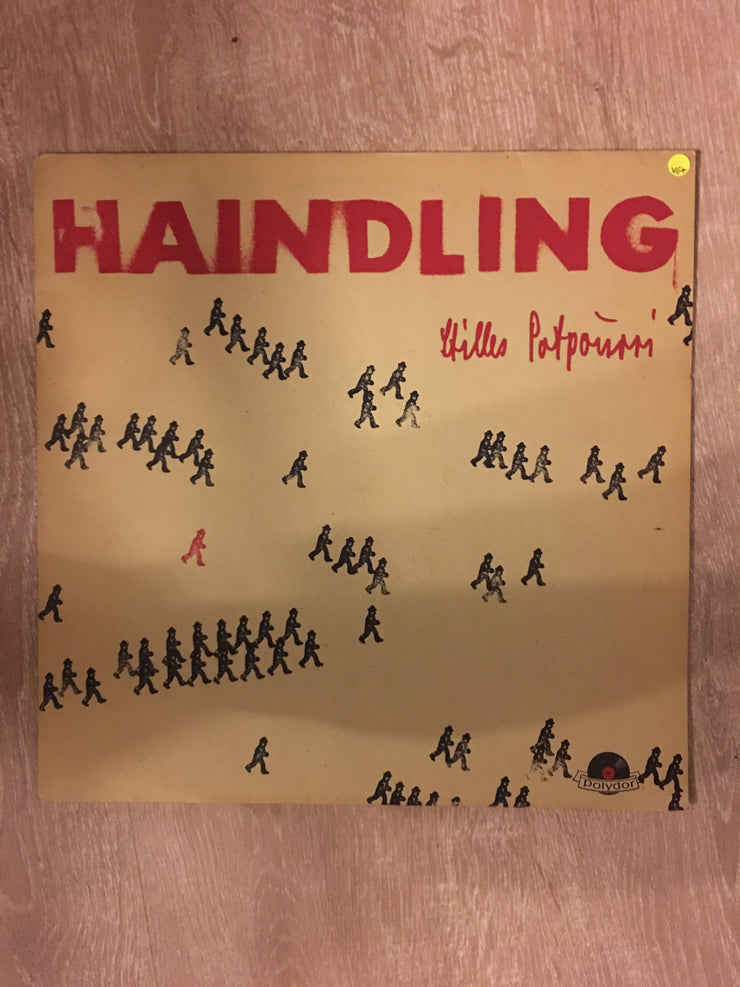 VG+
HAINDLING
Stilles Potpourri
polydor